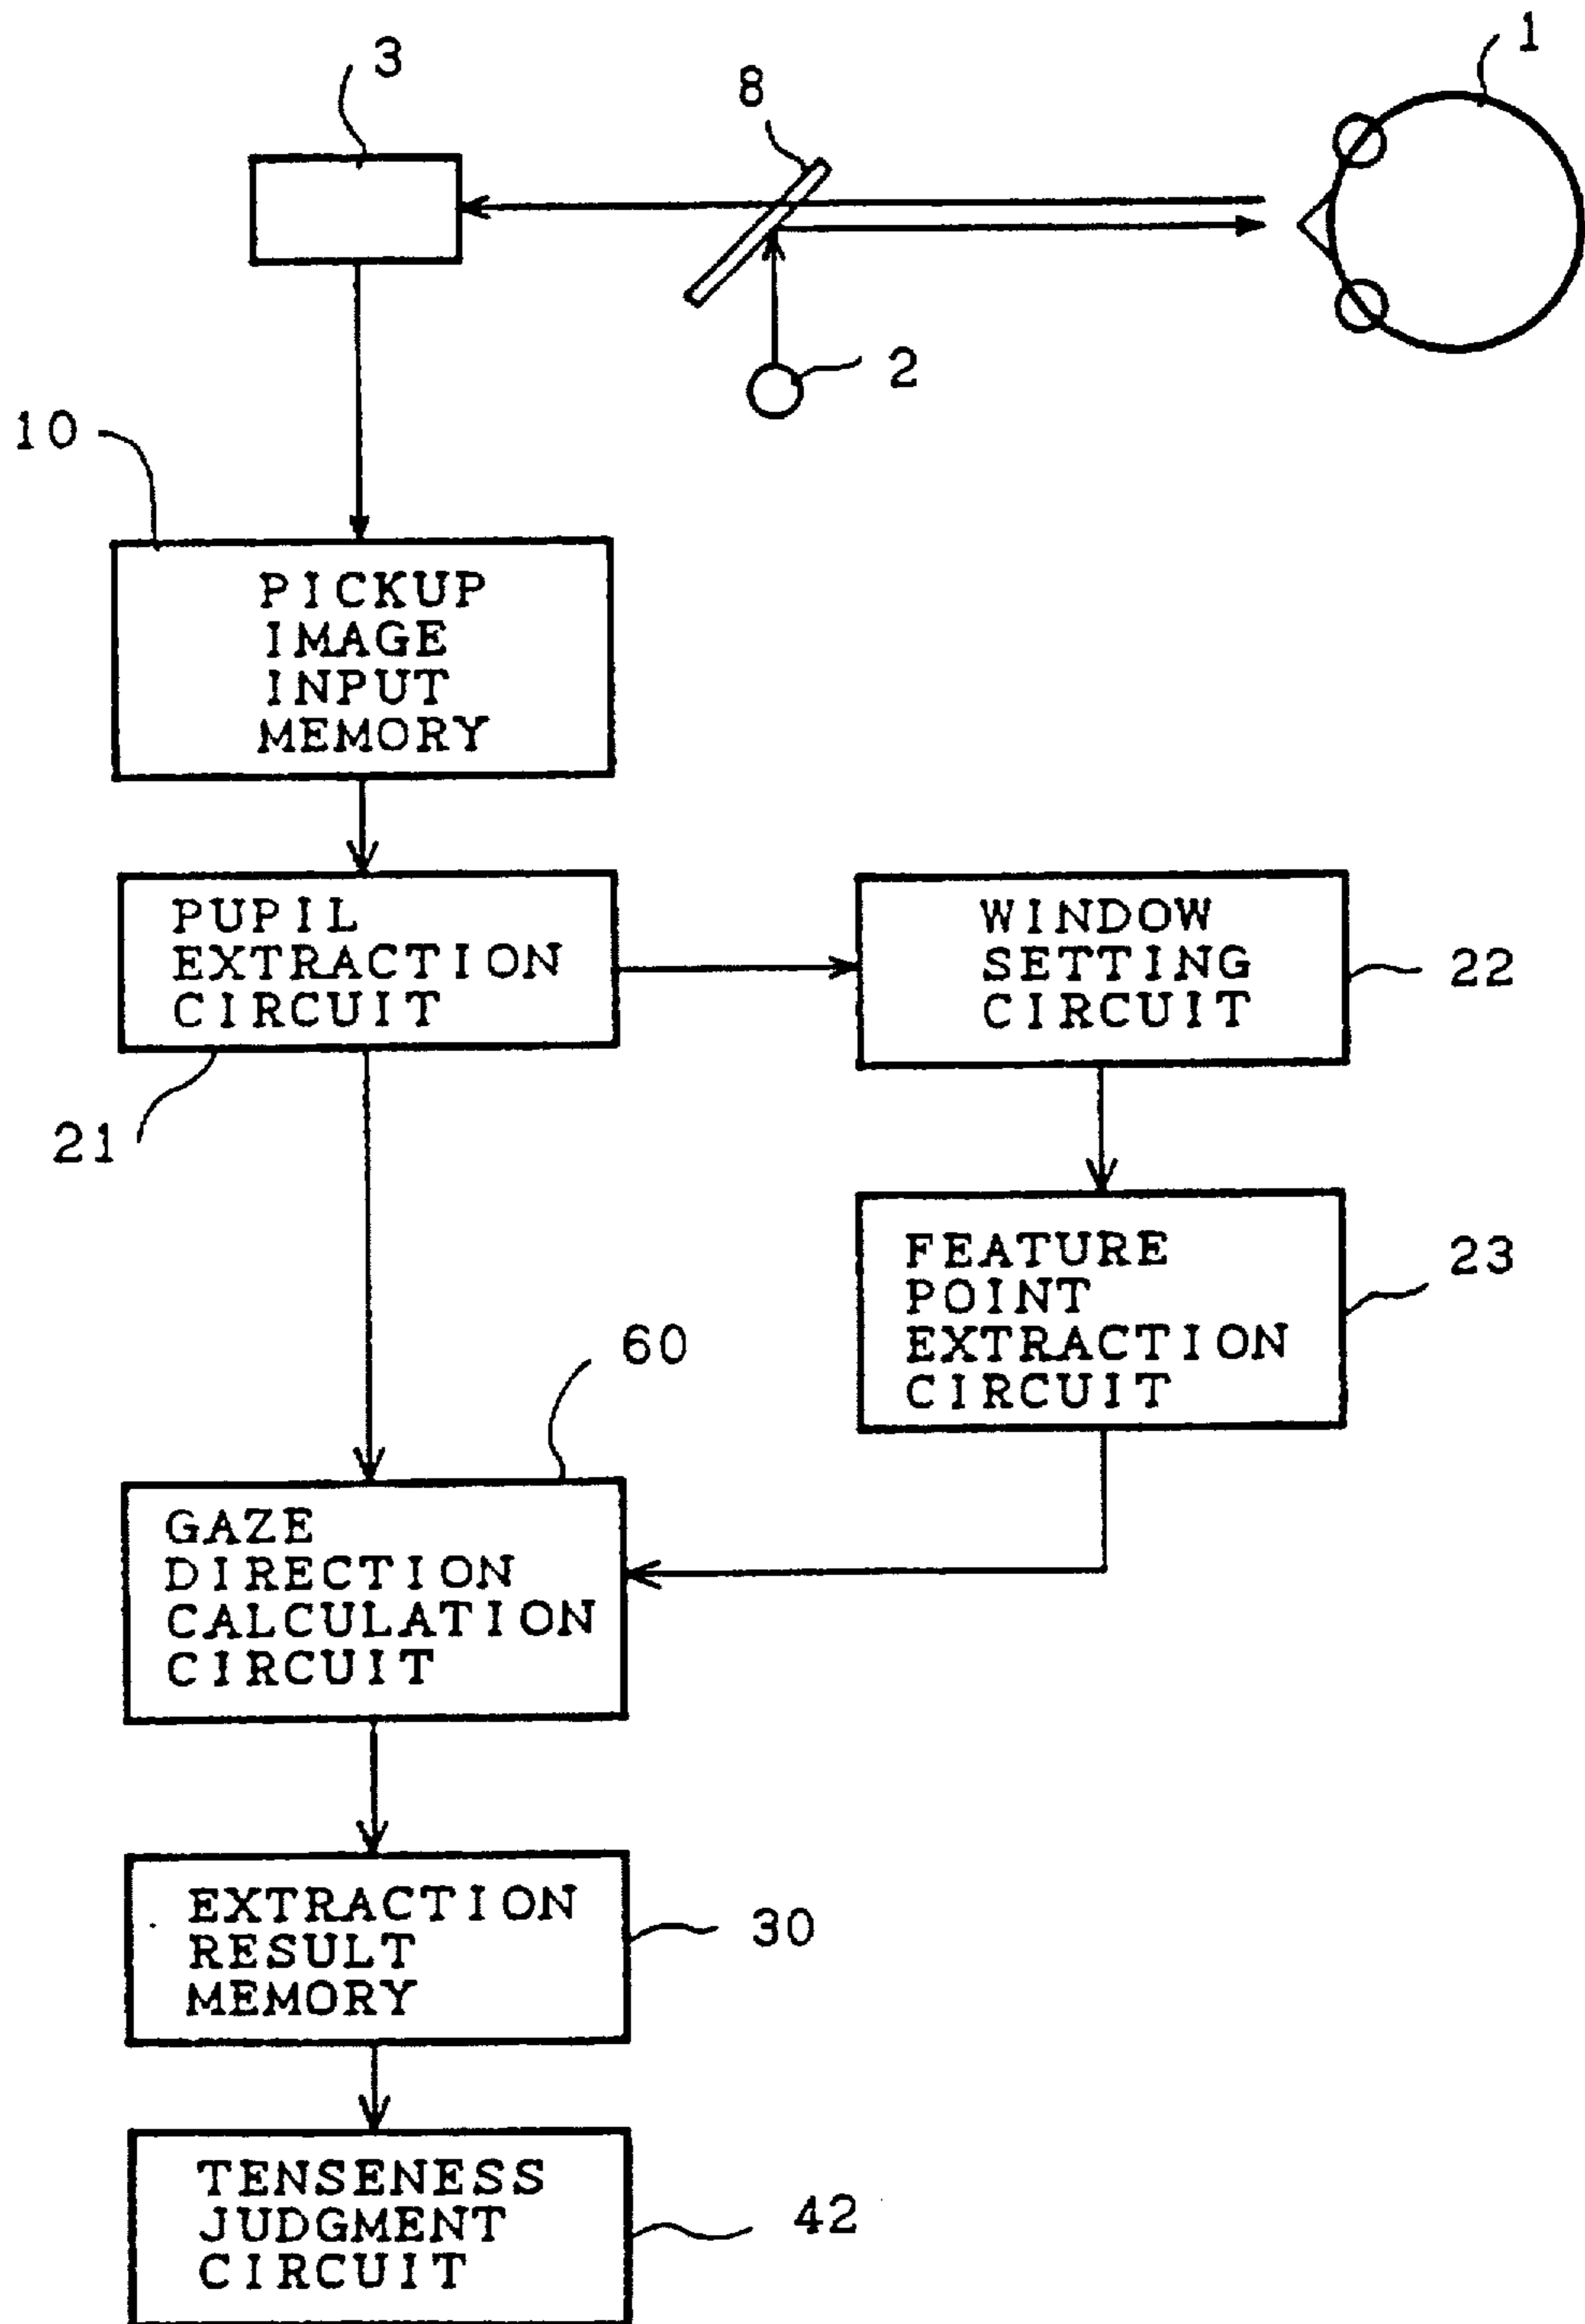 3
8
1
2
10
PICKUP
IMAGE
INPUT
MEMORY
PUPIL
EXTRACTION
CIRCUIT
21
WINDOW
SETTING
CIRCUIT
22
FEATURE
POINT
EXTRACTION
CIRCUIT
23
60
GAZE
DIRECTION
CALCULATION
CIRCUIT
EXTRACTION
RESULT
MEMORY
30
TENSENESS
JUDGMENT
CIRCUIT
42